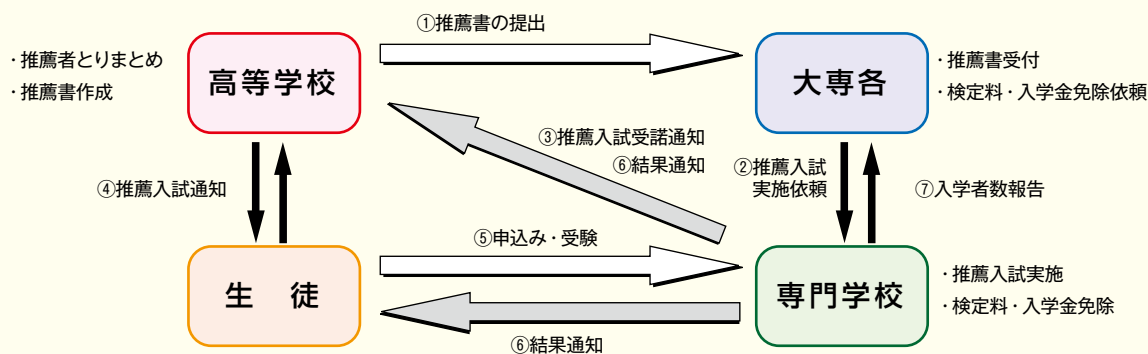 ①推薦書の提出
・推薦者とりまとめ
・推薦書作成
高等学校
大専各
・推薦書受付
・検定料・入学金免除依頼
③推薦入試受諾通知
⑥結果通知
④推薦入試通知
②推薦入試
実施依頼
⑦入学者数報告
⑤申込み・受験
生　徒
専門学校
・推薦入試実施
・検定料・入学金免除
⑥結果通知